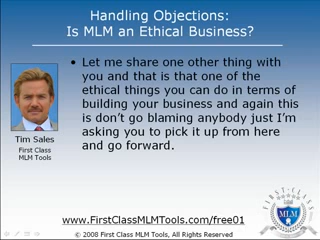 Handling Objections:
Is MLM an Ethical Business?
• Let me share one other thing with
you and that is that one of the
ethical things you can do in terms of
building your business and again this
is don't go blaming anybody just I'm
asking you to pick it up from here
and go forward.
Tim Sales
First Class
MLM Tools
FIRST CLASS
MLM
TOOLS
www.FirstClassMLMTools.com/free01
© 2008 First Class MLM Tools, All Rights Reserved